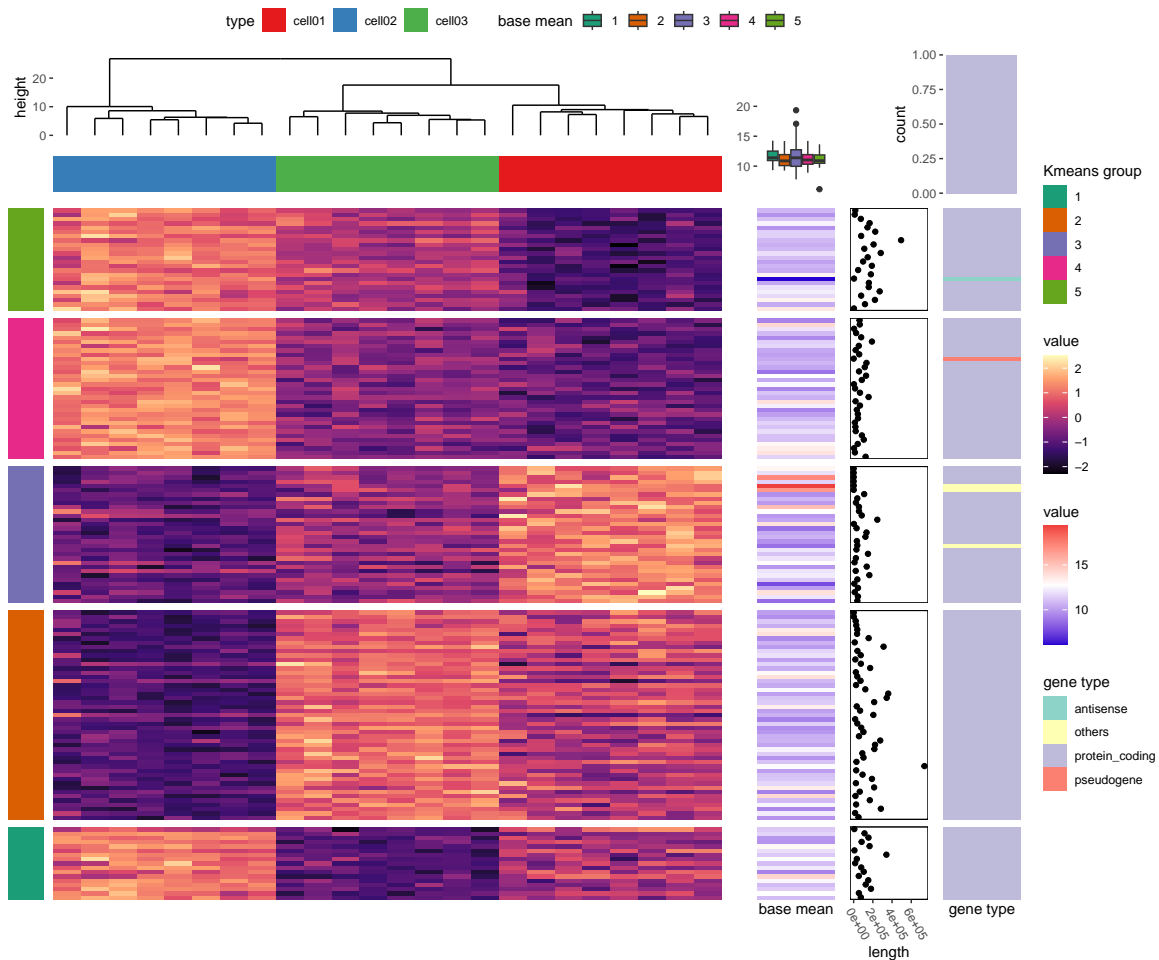 type cell01 cell02 cell03 base mean 1 2 3 4 5
height
20
0
20
15
10
count
1.00
0.75
0.50
0.25
0.00
Kmeans group
1
2
3
4
5
value
2
1
0
−1
−2
value
15
10
gene type
antisense
others
protein_coding
pseudogene
base mean
0e+00 2e+05 4e+05 6e+05
length
gene type